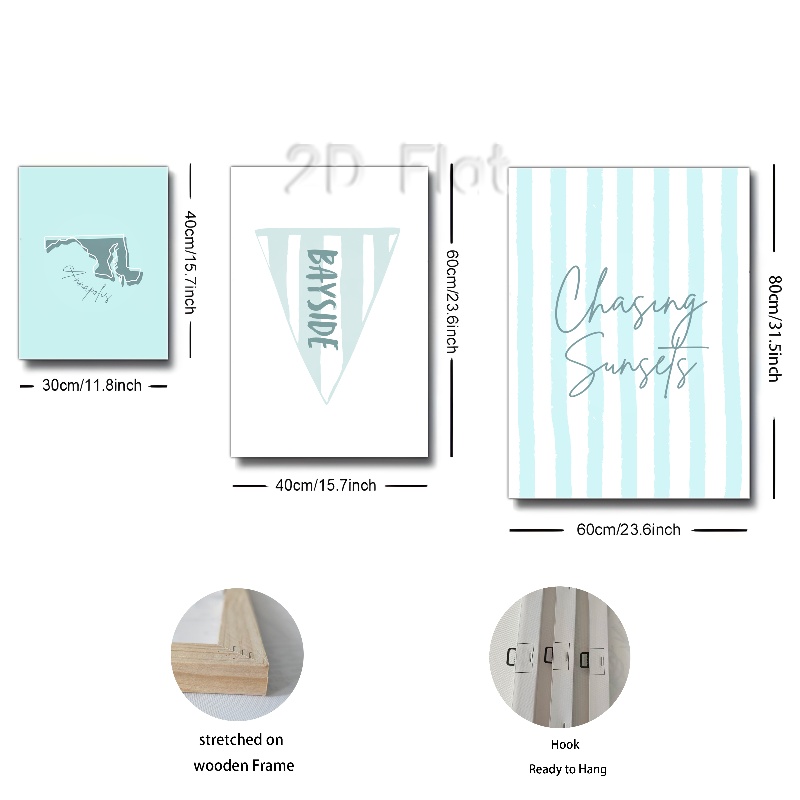 2D Flat
40cm/15.7inch
30cm/11.8inch
Annapolis
BAYSIDE
60cm/23.6inch
40cm/15.7inch
Chasing
Sunsets
80cm/31.5inch
60cm/23.6inch
stretched on
wooden Frame
Hook
Ready to Hang